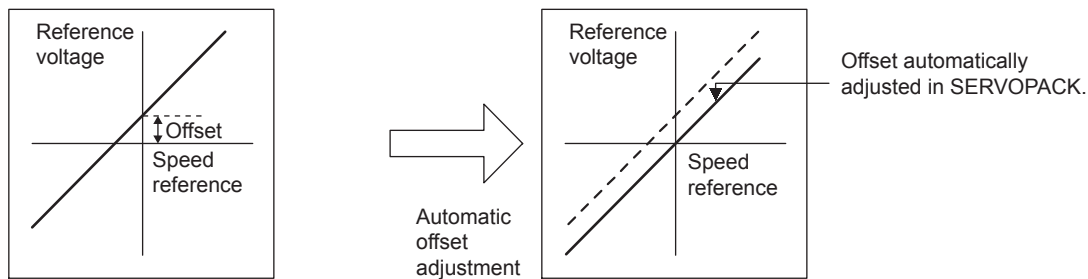 Reference
voltage
Offset
Speed
reference
Automatic
offset
adjustment
Reference
voltage
Speed
reference
Offset automatically
adjusted in SERVOPACK.